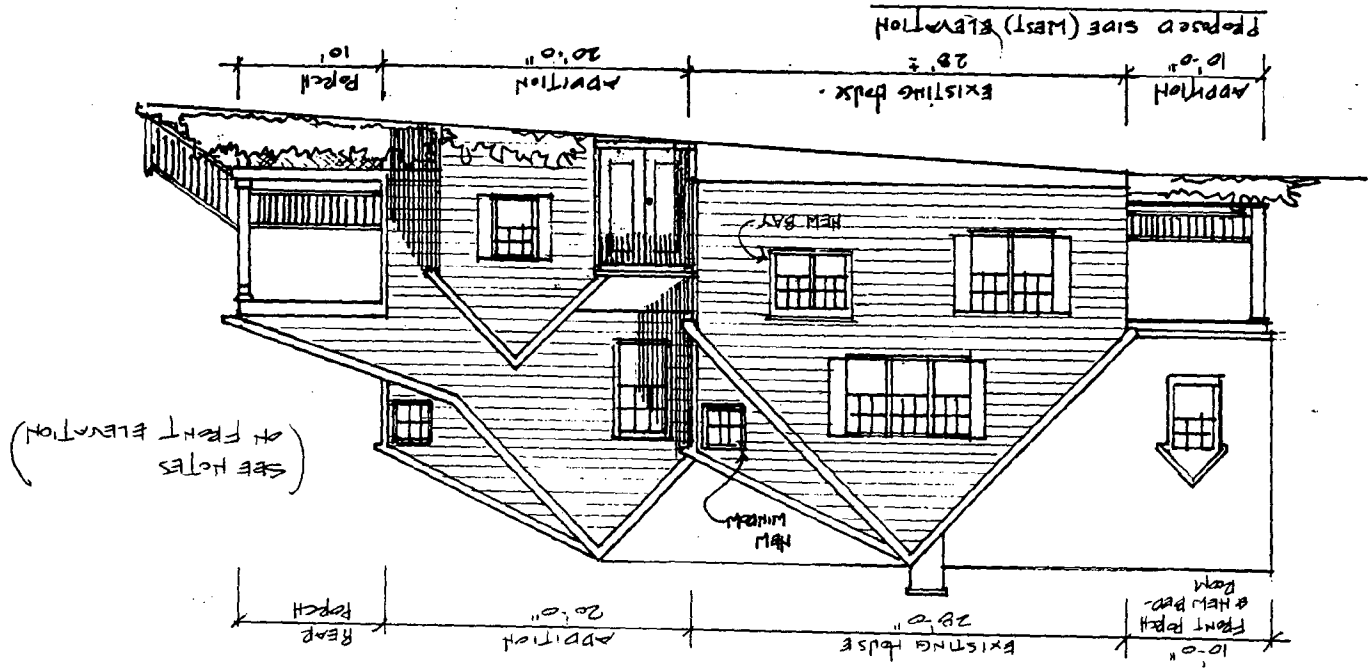 10'-0"
FRONT PORCH
& NEW BED-
ROOM
EXISTING HOUSE
28'-0"
ADDITION
20'-0"
REAR
PORCH
NEW
WINDOW
(SEE NOTES
ON FRONT ELEVATION)
NEW BAY
ADDITION
10'-0"
EXISTING HOUSE.
28' ±
ADDITION
20'-0"
PORCH
10'
PROPOSED SIDE (WEST) ELEVATION